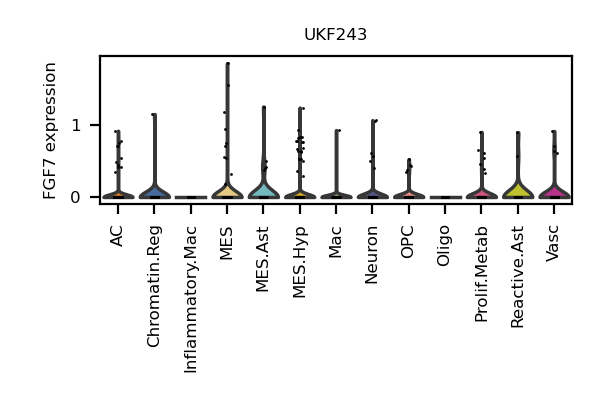 UKF243
FGF7 expression
1
0
AC
Chromatin.Reg
Inflammatory.Mac
MES
MES.Ast
MES.Hyp
Mac
Neuron
OPC
Oligo
Prolif.Metab
Reactive.Ast
Vasc